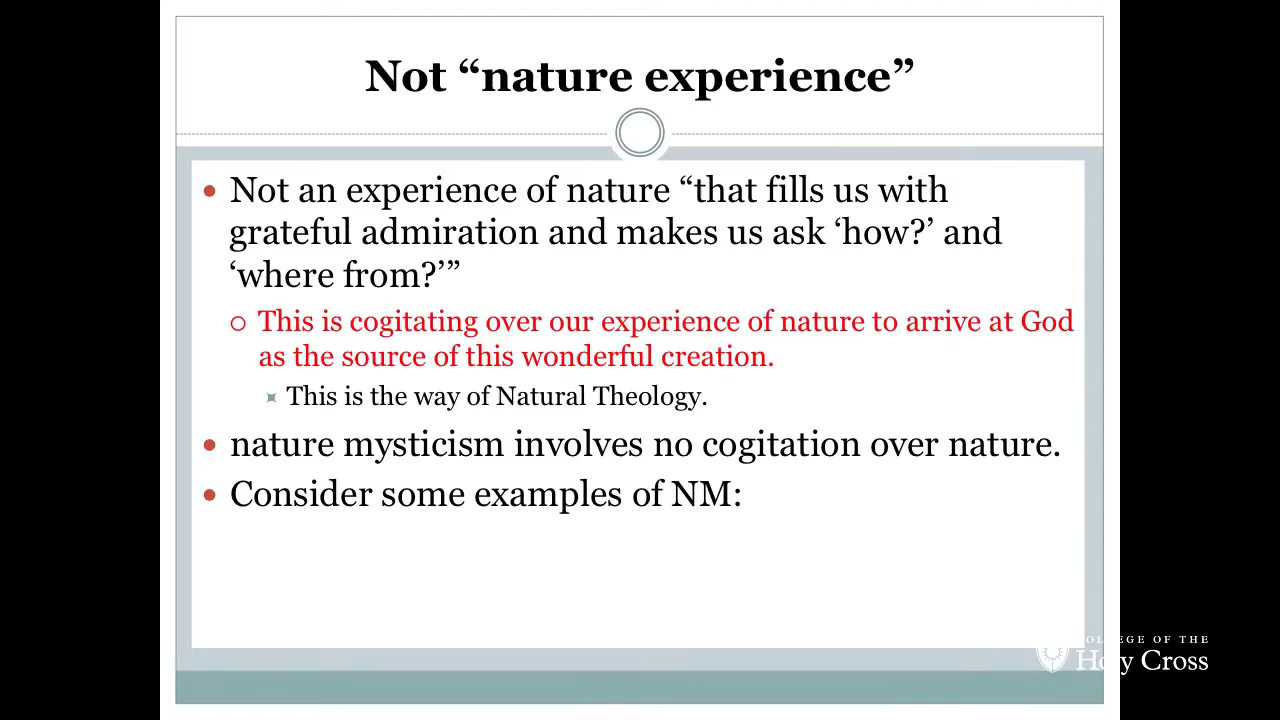 Not “nature experience”
• Not an experience of nature “that fills us with
grateful admiration and makes us ask ‘how?’ and
‘where from?’”
○ This is cogitating over our experience of nature to arrive at God
as the source of this wonderful creation.
This is the way of Natural Theology.
• nature mysticism involves no cogitation over nature.
• Consider some examples of NM:
COLLEGE OF THE
Holy Cross